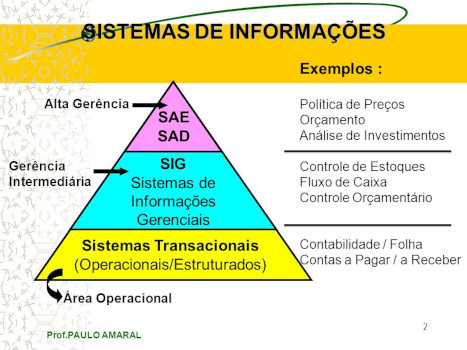 SISTEMAS DE INFORMAÇÕES
Exemplos :
Alta Gerência
SAE
SAD
Política de Preços
Orçamento
Análise de Investimentos
Gerência
Intermediária
SIG
Sistemas de
Informações
Gerenciais
Controle de Estoques
Fluxo de Caixa
Controle Orçamentário
Sistemas Transacionais
(Operacionais/Estruturados)
Contabilidade / Folha
Contas a Pagar / a Receber
Área Operacional
Prof.PAULO AMARAL
2